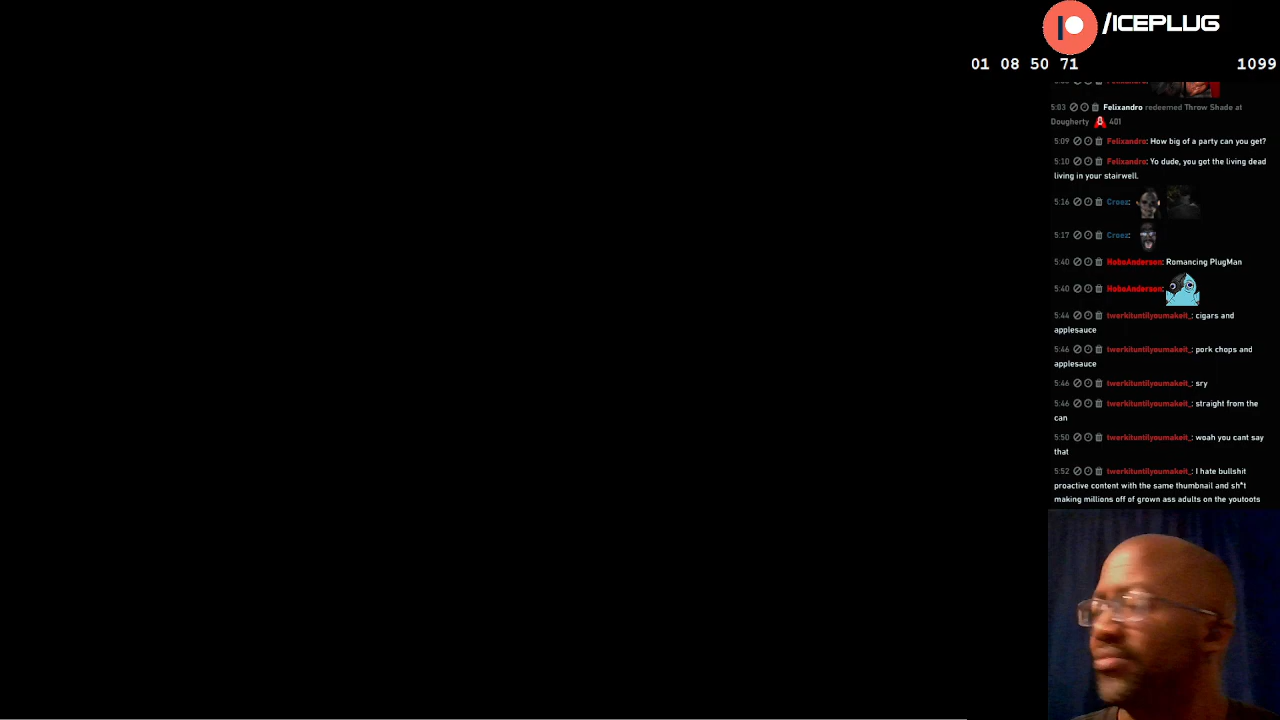 /ICEPLUG
01 08 50 71
1099
5:03 Felixandro redeemed Throw Shade at
Dougherty 401
5:09 Felixandro: How big of a party can you get?
5:10 Felixandro: Yo dude, you got the living dead
living in your stairwell.
5:16 Croez:
5:17 Croez:
5:40 HoboAnderson: Romancing PlugMan
5:40 HoboAnderson:
5:44 twerkituntilyoumakeit_: cigars and
applesauce
5:46 twerkituntilyoumakeit_: pork chops and
applesauce
5:46 twerkituntilyoumakeit_: sry
5:46 twerkituntilyoumakeit_: straight from the
can
5:50 twerkituntilyoumakeit_: woah you cant say
that
5:52 twerkituntilyoumakeit_: I hate bullshit
proactive content with the same thumbnail and sh*t
making millions off of grown ass adults on the youtoots